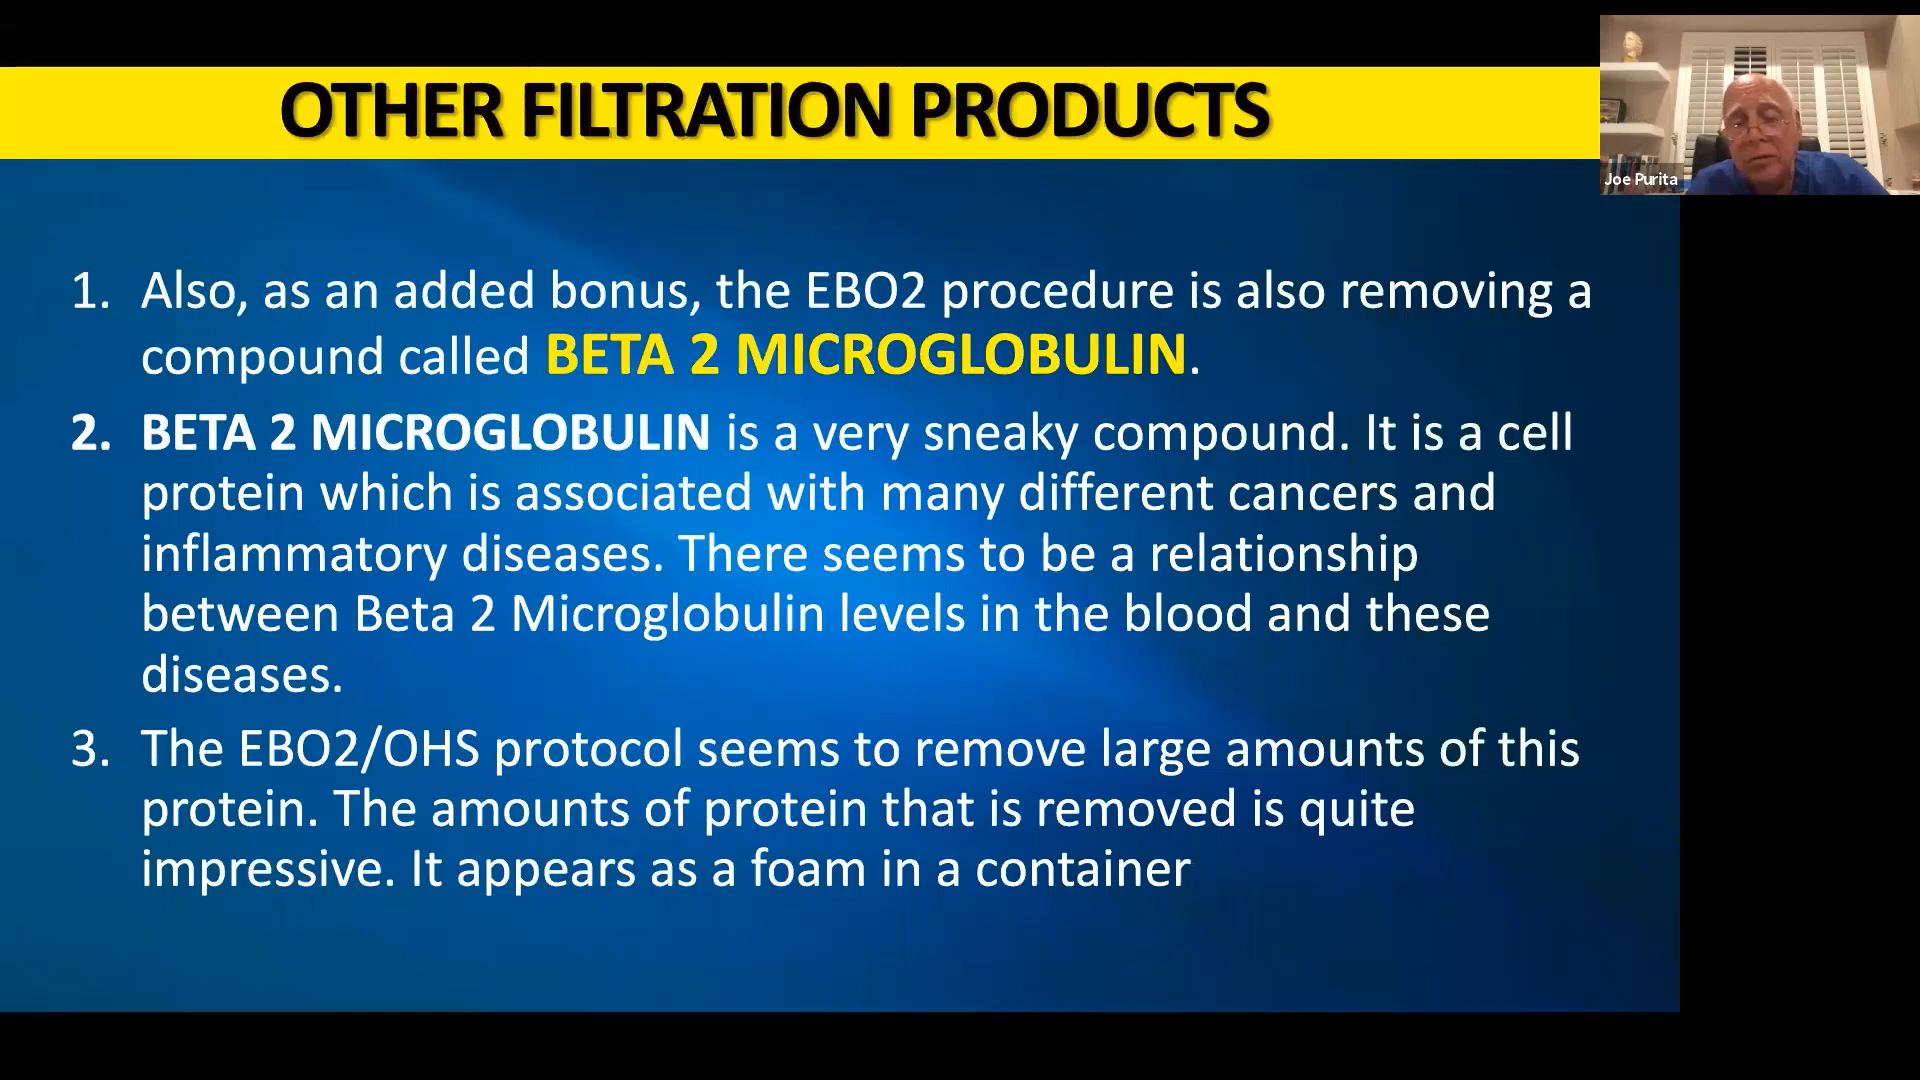 OTHER FILTRATION PRODUCTS
Joe Purita
1. Also, as an added bonus, the EBO2 procedure is also removing a
compound called BETA 2 MICROGLOBULIN.
2. BETA 2 MICROGLOBULIN is a very sneaky compound. It is a cell
protein which is associated with many different cancers and
inflammatory diseases. There seems to be a relationship
between Beta 2 Microglobulin levels in the blood and these
diseases.
3. The EBO2/OHS protocol seems to remove large amounts of this
protein. The amounts of protein that is removed is quite
impressive. It appears as a foam in a container